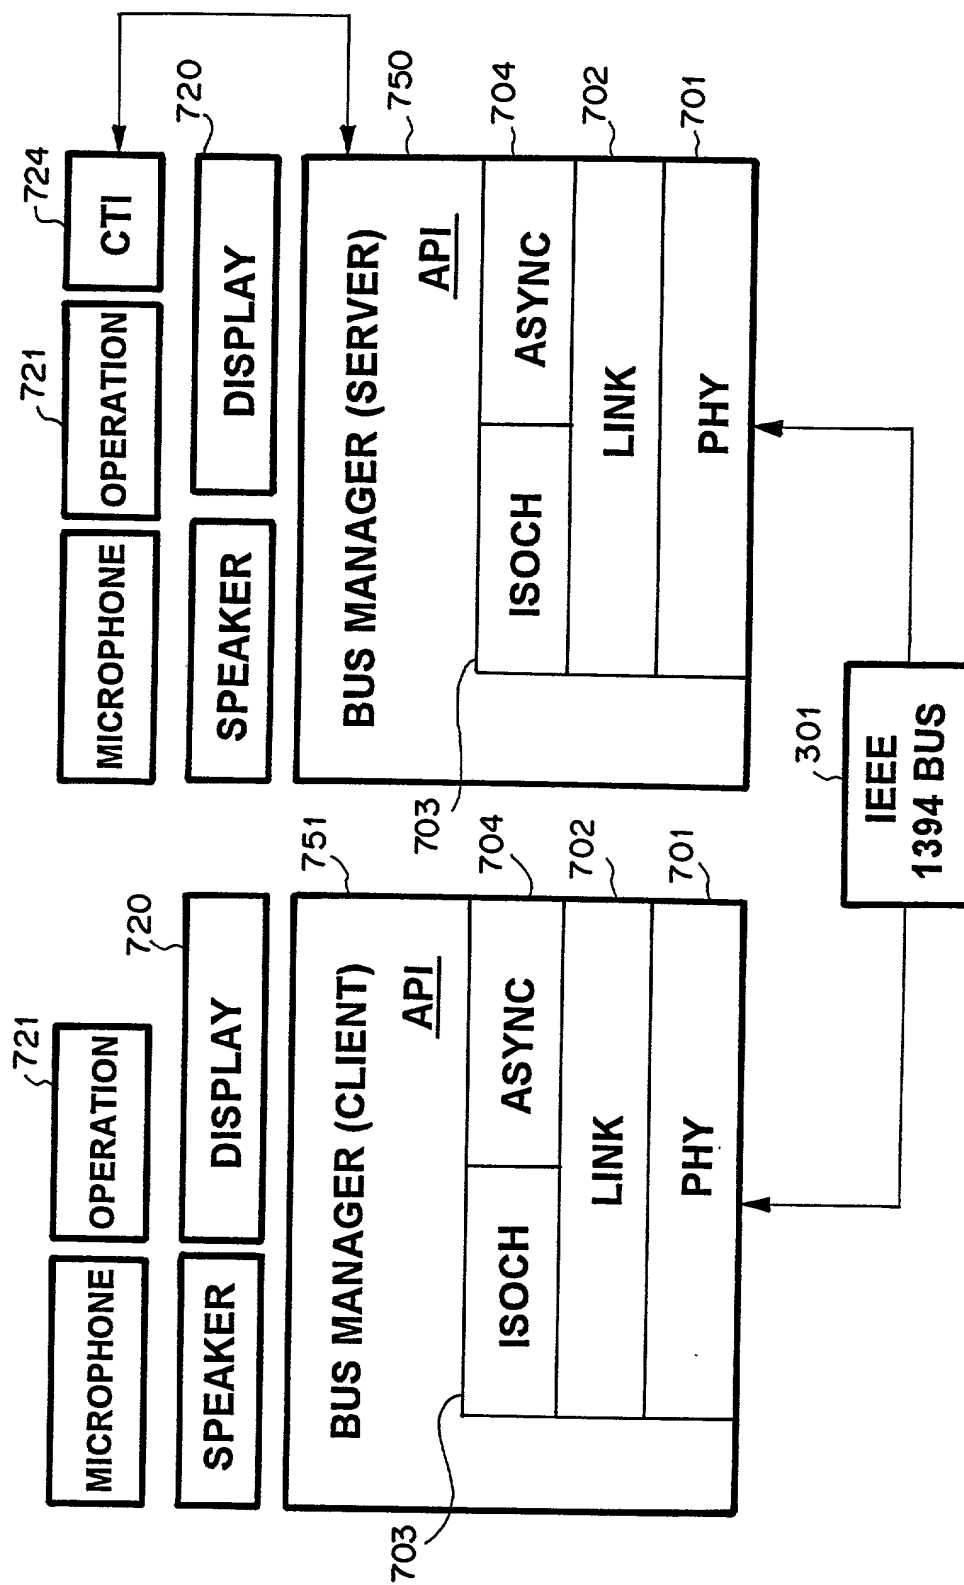 721
MICROPHONE
OPERATION
720
SPEAKER
DISPLAY
751
BUS MANAGER (CLIENT)
API
703
704
ISOCH
ASYNC
702
LINK
701
PHY
724
721
MICROPHONE
OPERATION
CTI
720
SPEAKER
DISPLAY
750
BUS MANAGER (SERVER)
API
703
704
ISOCH
ASYNC
702
LINK
701
PHY
301
IEEE
1394 BUS